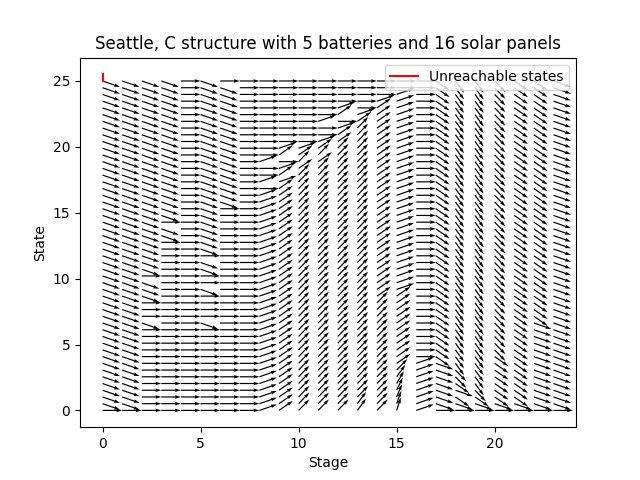 Seattle, C structure with 5 batteries and 16 solar panels
Unreachable states
25
20
15
10
5
0
State
0 5 10 15 20
Stage